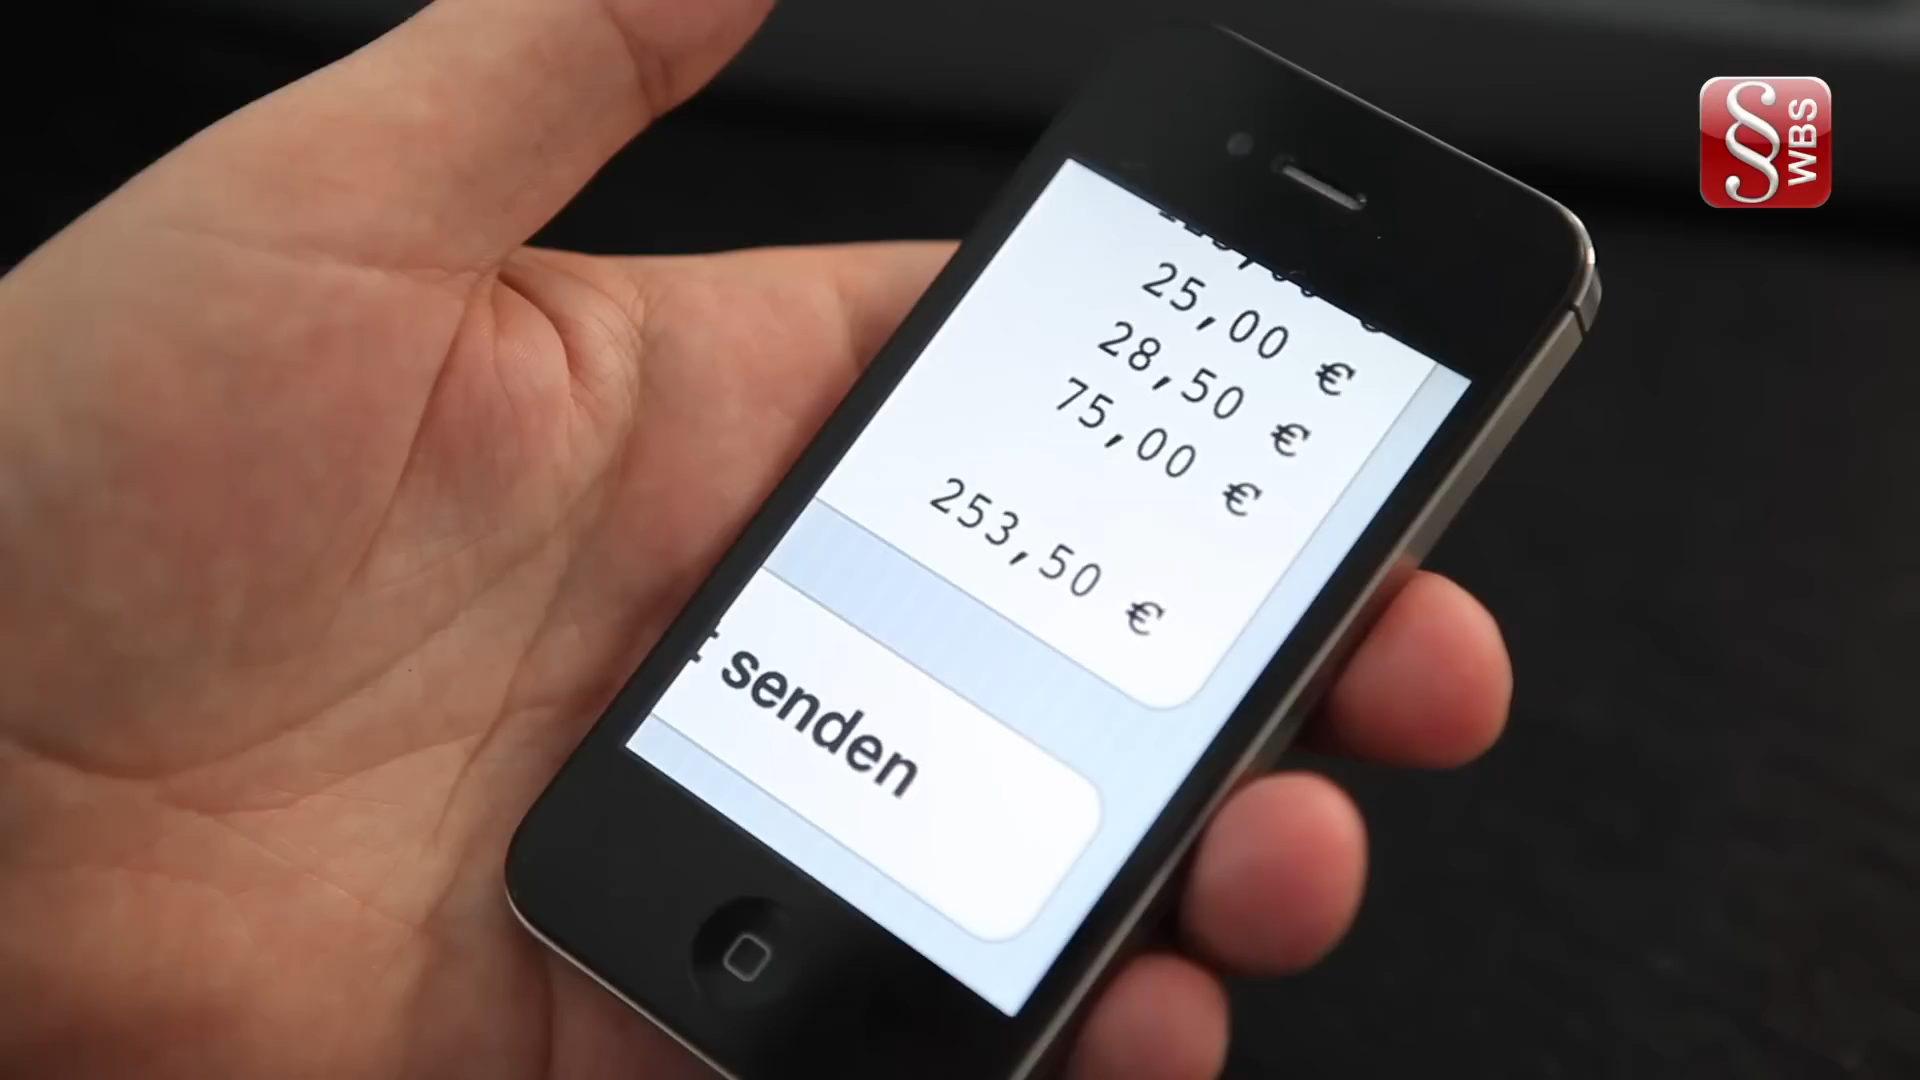 25,00 €
28,50 €
75,00 €
253,50 €
senden
§ WBS